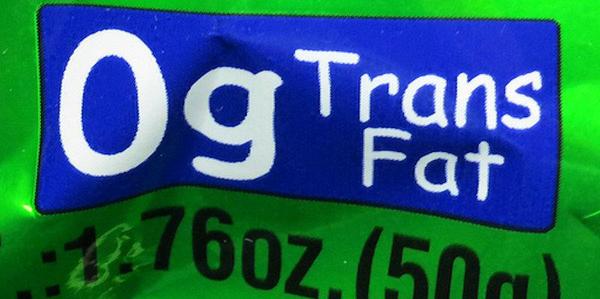 0g Trans
Fat
.:1.76oz.(50g)